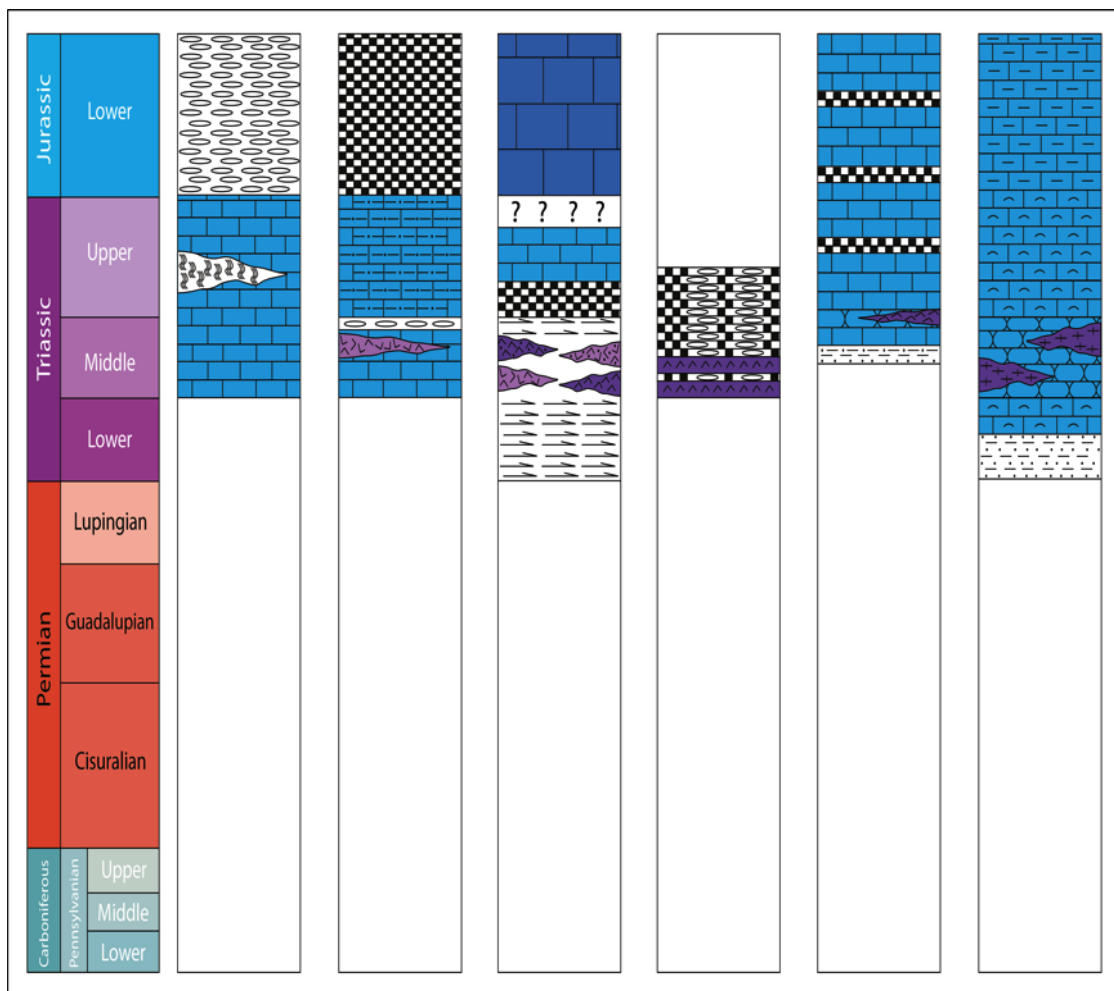 Jurassic
Lower
Triassic
Upper
Middle
Lower
Permian
Lupingian
Guadalupian
Cisuralian
Carboniferous
Pennsylvanian
Upper
Middle
Lower
? ? ? ?